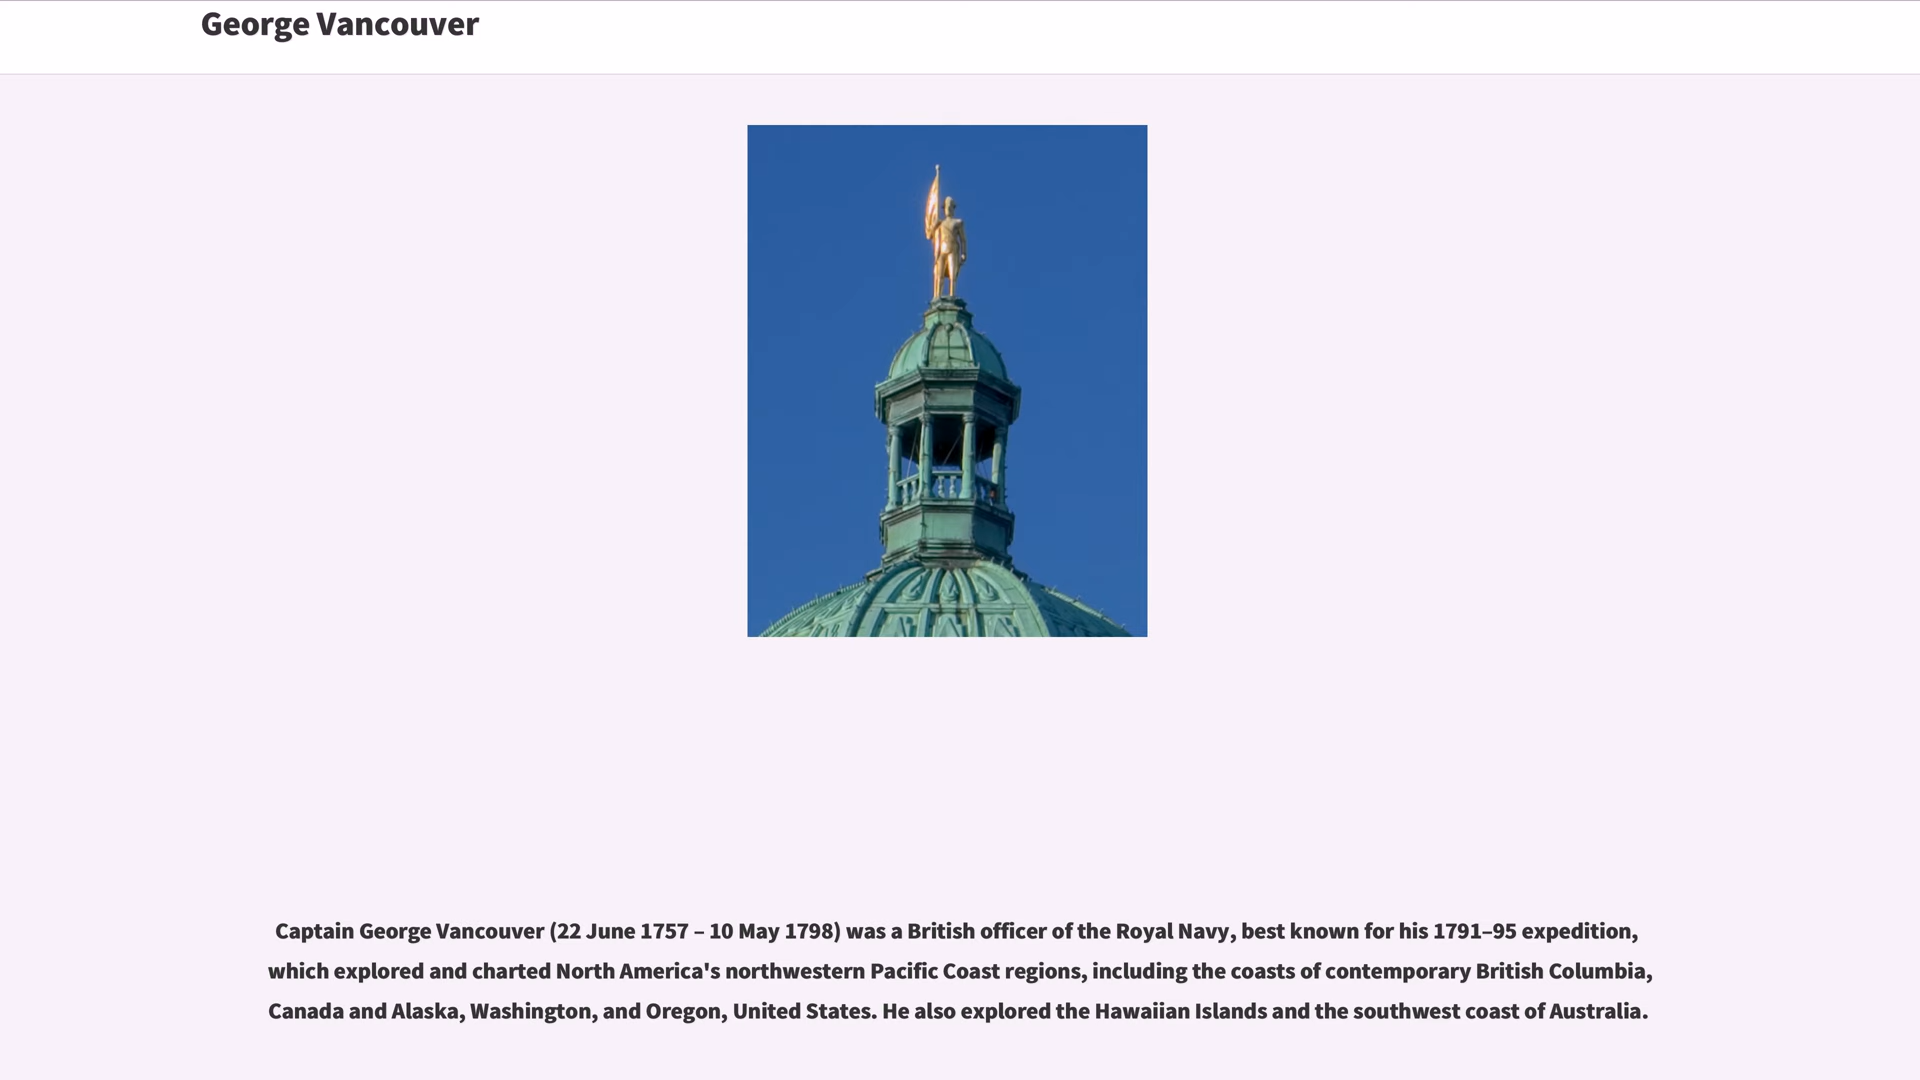 George Vancouver
Captain George Vancouver (22 June 1757 – 10 May 1798) was a British officer of the Royal Navy, best known for his 1791–95 expedition,
which explored and charted North America's northwestern Pacific Coast regions, including the coasts of contemporary British Columbia,
Canada and Alaska, Washington, and Oregon, United States. He also explored the Hawaiian Islands and the southwest coast of Australia.